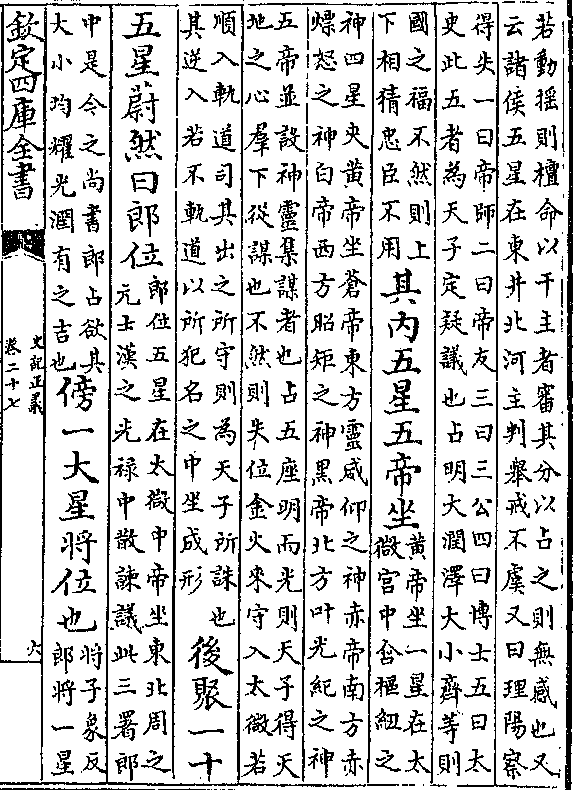 若動揺則擅命以干主者審其分以占之則無惑也又
云諸侯五星在東井北河主判舉戒不虞又曰理陽察
得失一曰帝師二曰帝友三曰三公四曰博士五曰太
史此五者為天子定疑議也占明大潤澤大小齊等則
國之福不然則上
下相猜忠臣不用
其内五星五帝坐
黄帝坐一星在太
微宫中含樞紐之
神四星夾黄帝坐蒼帝東方靈威仰之神赤帝南方赤
熛怒之神白帝西方昭矩之神黑帝北方叶光紀之神
五帝並設神靈集謀者也占五座明而光則天子得天
地之心羣下從謀也不然則失位金火來守入太微若
順入軌道司其出之所守則為天子所誅也
其逆入若不軌道以所犯名之中坐成形
後聚一十
五星蔚然曰郎位
郎位五星在太微中帝坐東北周之
元士漢之光禄中散諫議此三署郎
中是今之尚書郎占欲其
大小均耀光潤有之吉也
傍一大星將位也
將子象反
郎將一星
欽定四庫全書
史記正義
卷二十七
六